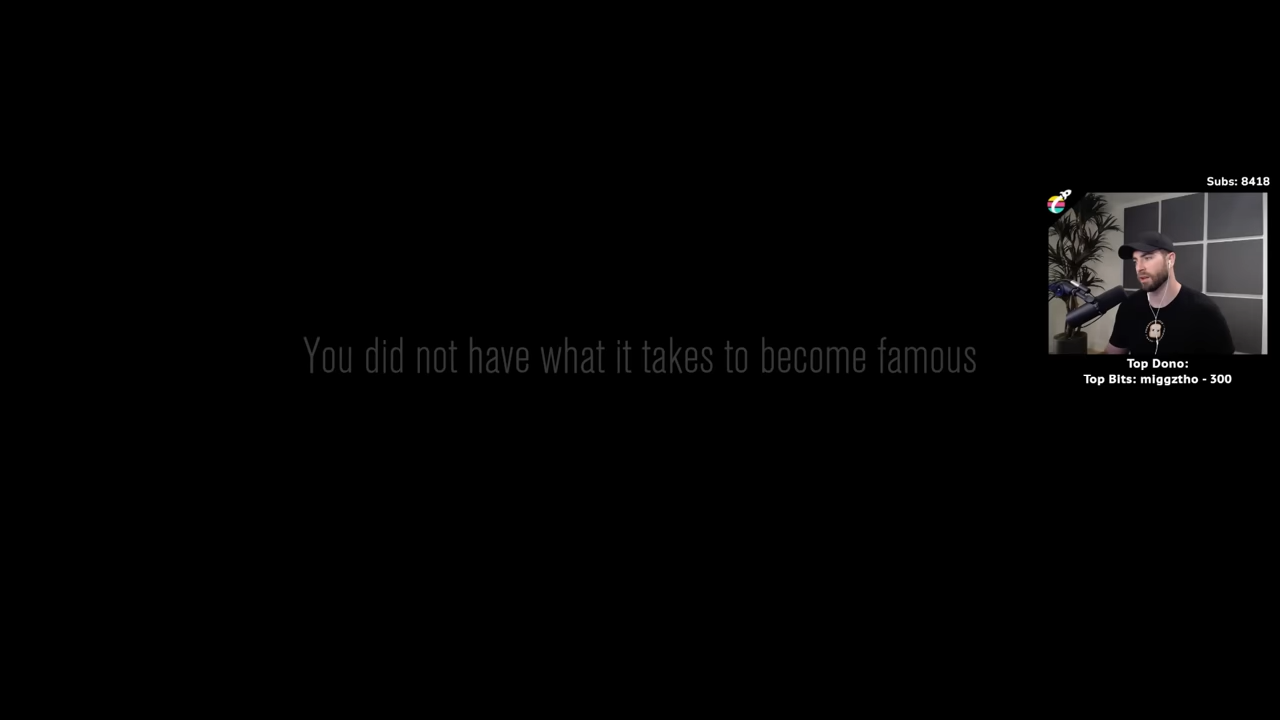 Subs: 8418
You did not have what it takes to become famous
Top Dono:
Top Bits: miggztho - 300